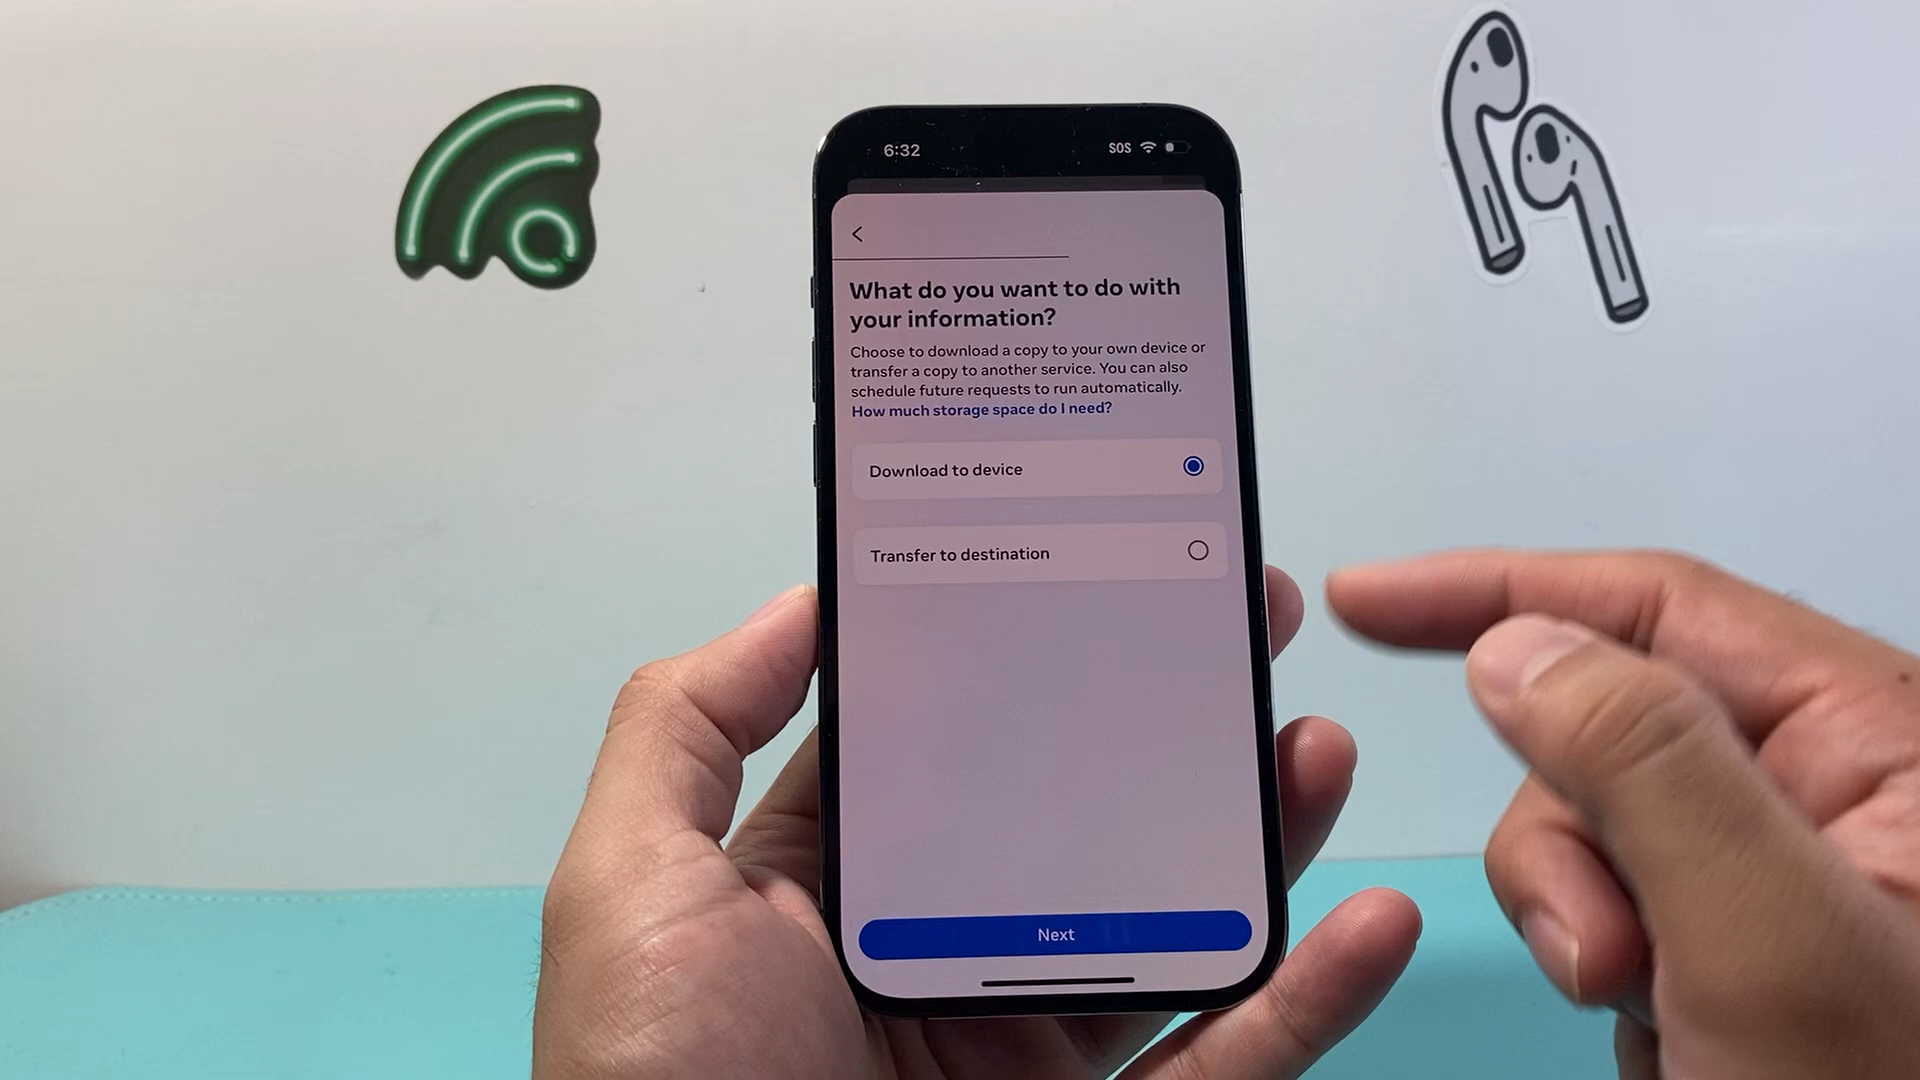 6:32
SOS
What do you want to do with
your information?
Choose to download a copy to your own device or
transfer a copy to another service. You can also
schedule future requests to run automatically.
How much storage space do I need?
Download to device
Transfer to destination
Next